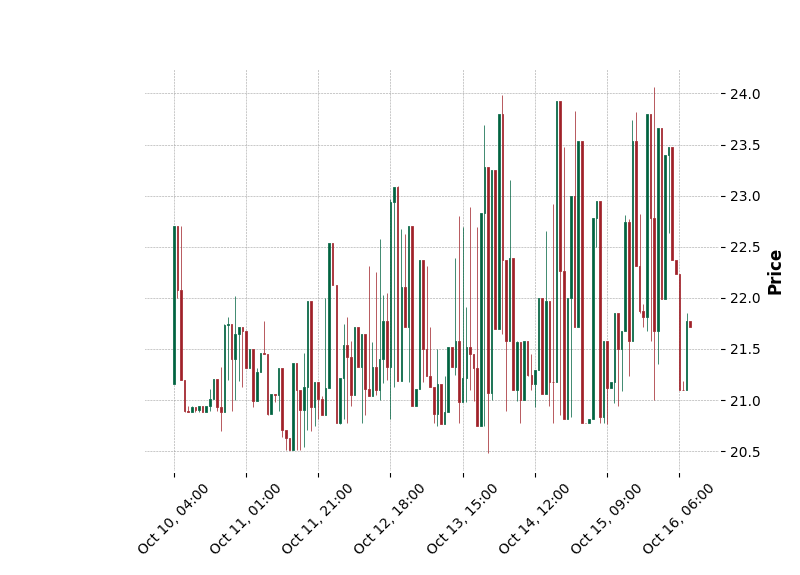 24.0
23.5
23.0
22.5
22.0
21.5
21.0
20.5
Price
Oct 10, 04:00
Oct 11, 01:00
Oct 11, 21:00
Oct 12, 18:00
Oct 13, 15:00
Oct 14, 12:00
Oct 15, 09:00
Oct 16, 06:00